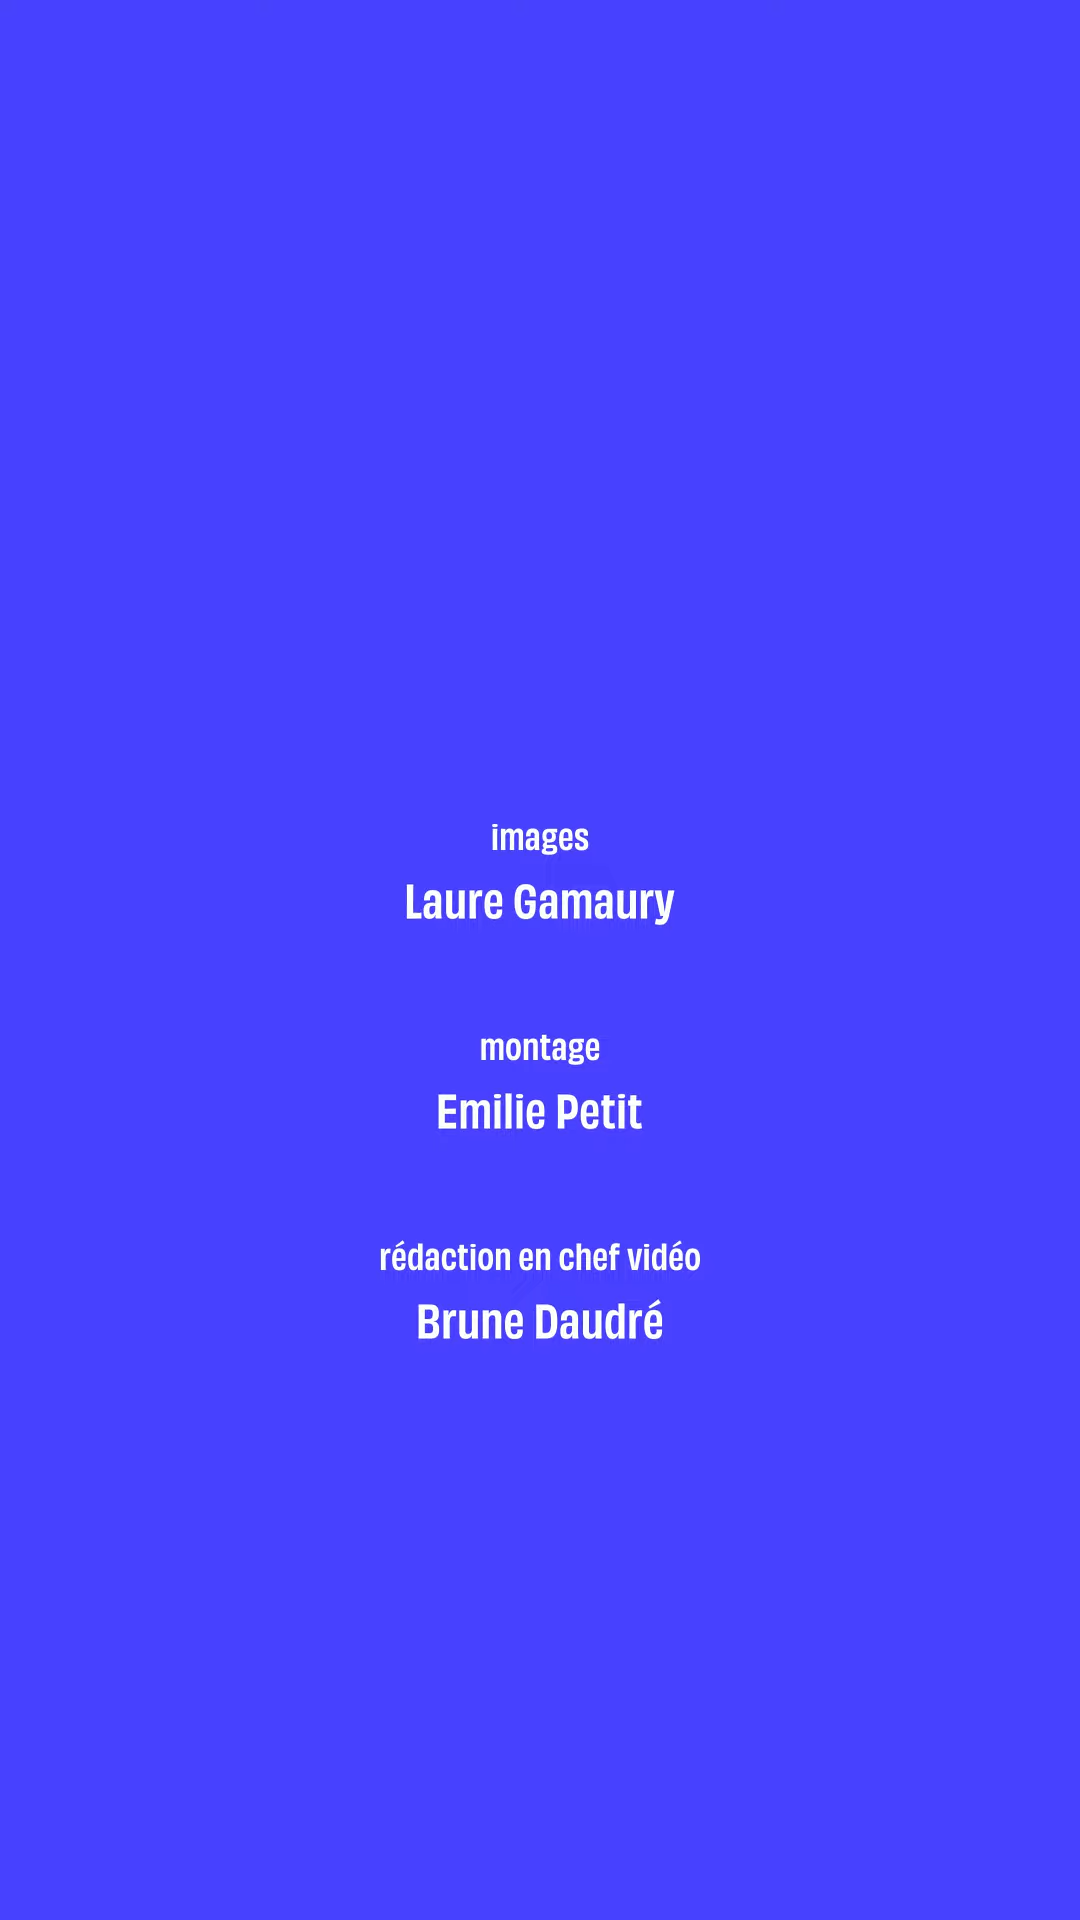 images
Laure Gamaury
montage
Emilie Petit
rédaction en chef vidéo
Brune Daudré